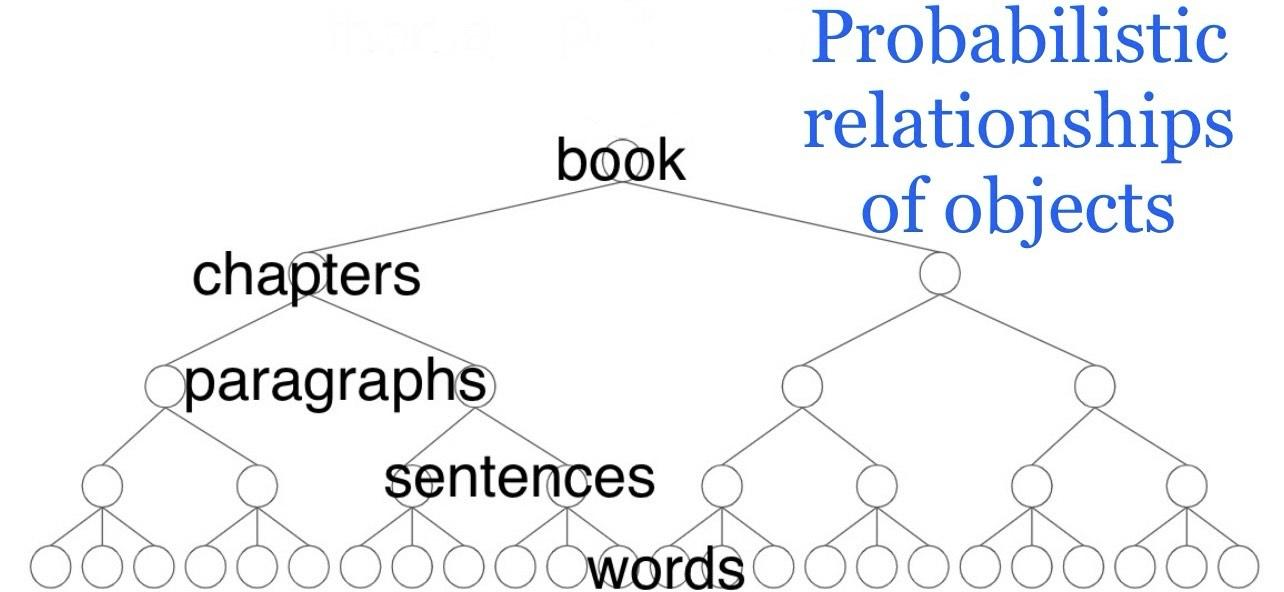 Probabilistic
relationships
of objects
book
chapters
paragraphs
sentences
words